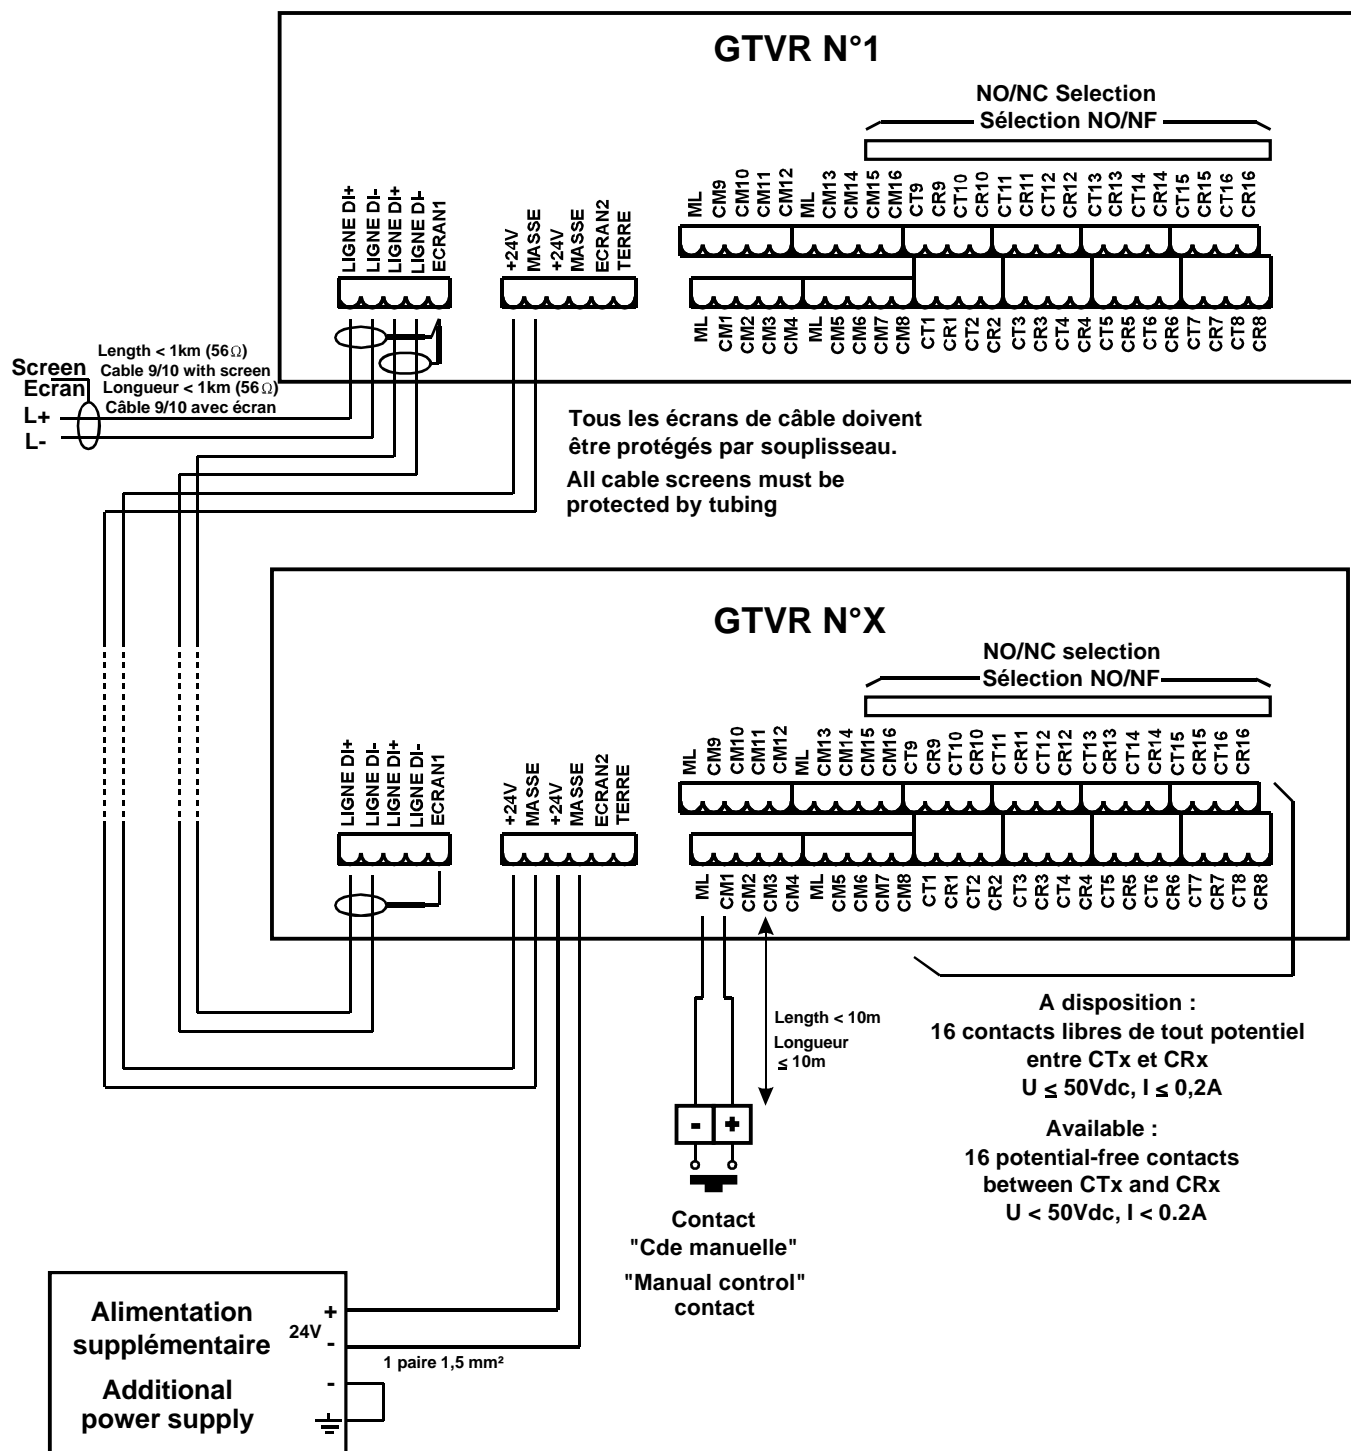 GTVR N°1
NO/NC Selection
Sélection NO/NF
LIGNE DI+
LIGNE DI-
LIGNE DI+
LIGNE DI-
ECRAN1
+24V
MASSE
+24V
MASSE
ECRAN2
TERRE
ML
CM9
CM10
CM11
CM12
ML
CM13
CM14
CM15
CM16
CT9
CR9
CT10
CR10
CT11
CR11
CT12
CR12
CT13
CR13
CT14
CR14
CT15
CR15
CT16
CR16
ML
CM1
CM2
CM3
CM4
ML
CM5
CM6
CM7
CM8
CT1
CR1
CT2
CR2
CT3
CR3
CT4
CR4
CT5
CR5
CT6
CR6
CT7
CR7
CT8
CR8
Screen
Ecran
L+
L-
Length < 1km (56Ω)
Cable 9/10 with screen
Longueur < 1km (56Ω)
Câble 9/10 avec écran
Tous les écrans de câble doivent
être protégés par souplisseau.
All cable screens must be
protected by tubing
GTVR N°X
NO/NC selection
Sélection NO/NF
LIGNE DI+
LIGNE DI-
LIGNE DI+
LIGNE DI-
ECRAN1
+24V
MASSE
+24V
MASSE
ECRAN2
TERRE
ML
CM9
CM10
CM11
CM12
ML
CM13
CM14
CM15
CM16
CT9
CR9
CT10
CR10
CT11
CR11
CT12
CR12
CT13
CR13
CT14
CR14
CT15
CR15
CT16
CR16
ML
CM1
CM2
CM3
CM4
ML
CM5
CM6
CM7
CM8
CT1
CR1
CT2
CR2
CT3
CR3
CT4
CR4
CT5
CR5
CT6
CR6
CT7
CR7
CT8
CR8
Length < 10m
Longueur
≤ 10m
- +
Contact
"Cde manuelle"
"Manual control"
contact
A disposition :
16 contacts libres de tout potentiel
entre CTx et CRx
U ≤ 50Vdc, I ≤ 0,2A
Available :
16 potential-free contacts
between CTx and CRx
U < 50Vdc, I < 0.2A
Alimentation
supplémentaire
Additional
power supply
24V
+
-
-
1 paire 1,5 mm²